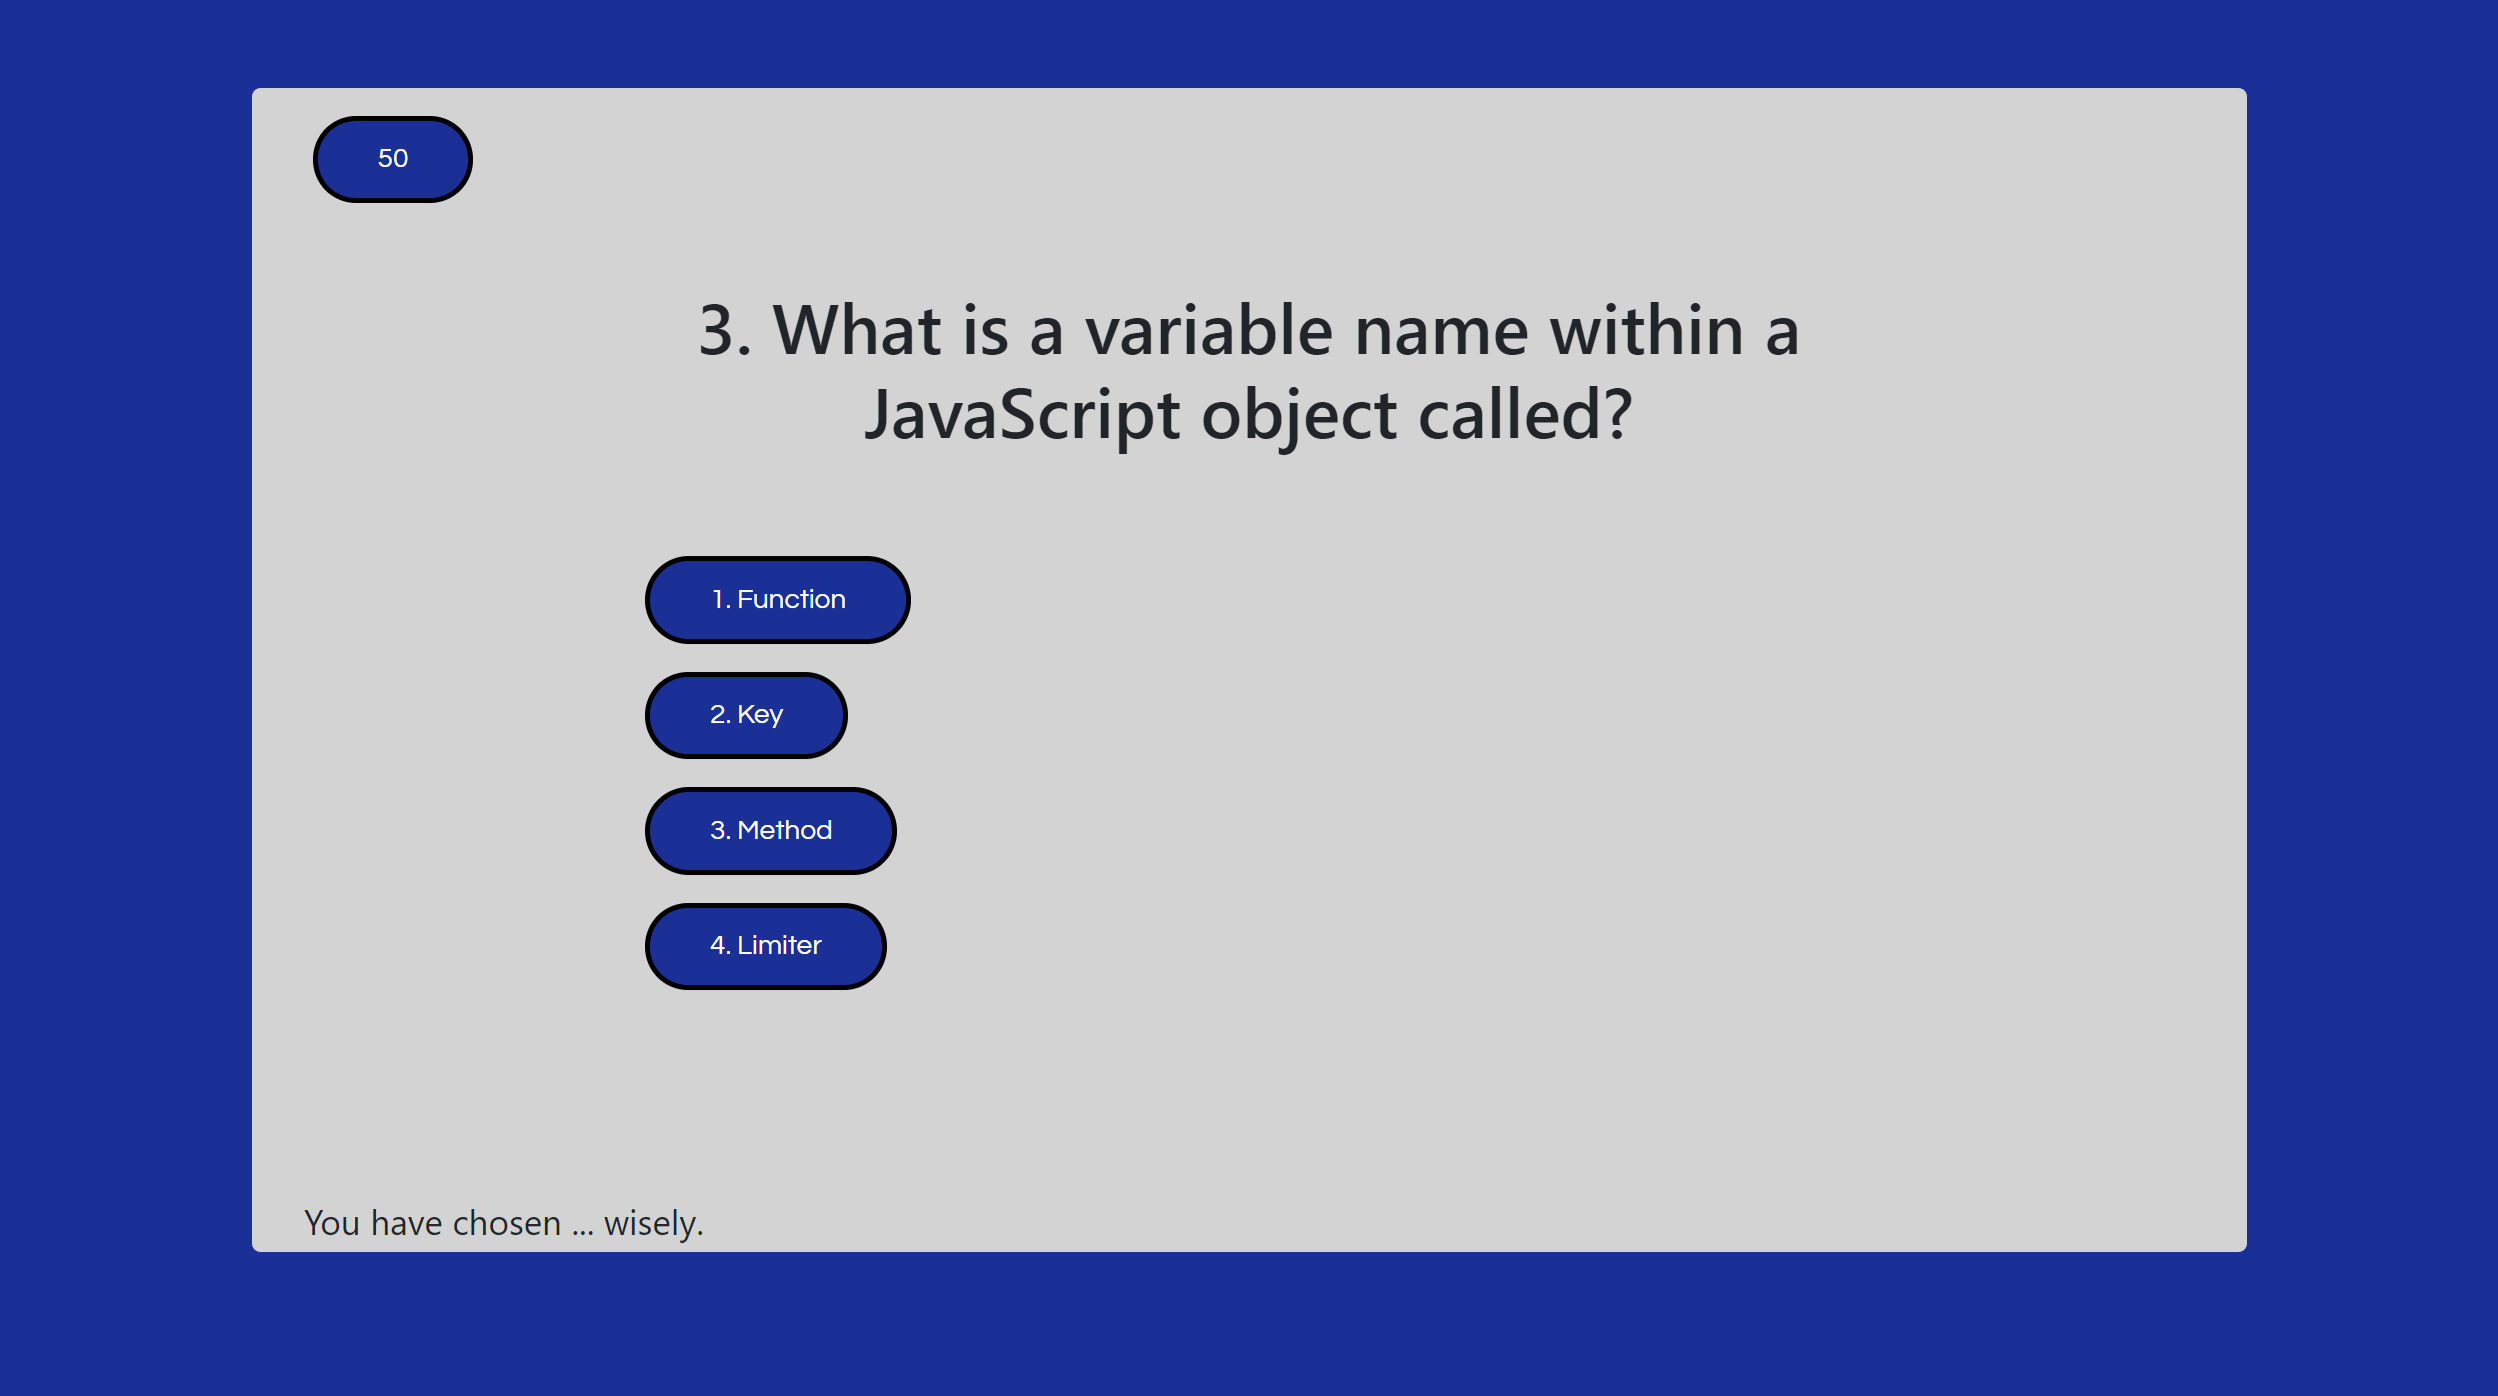 50
3. What is a variable name within a
JavaScript object called?
1. Function
2. Key
3. Method
4. Limiter
You have chosen ... wisely.